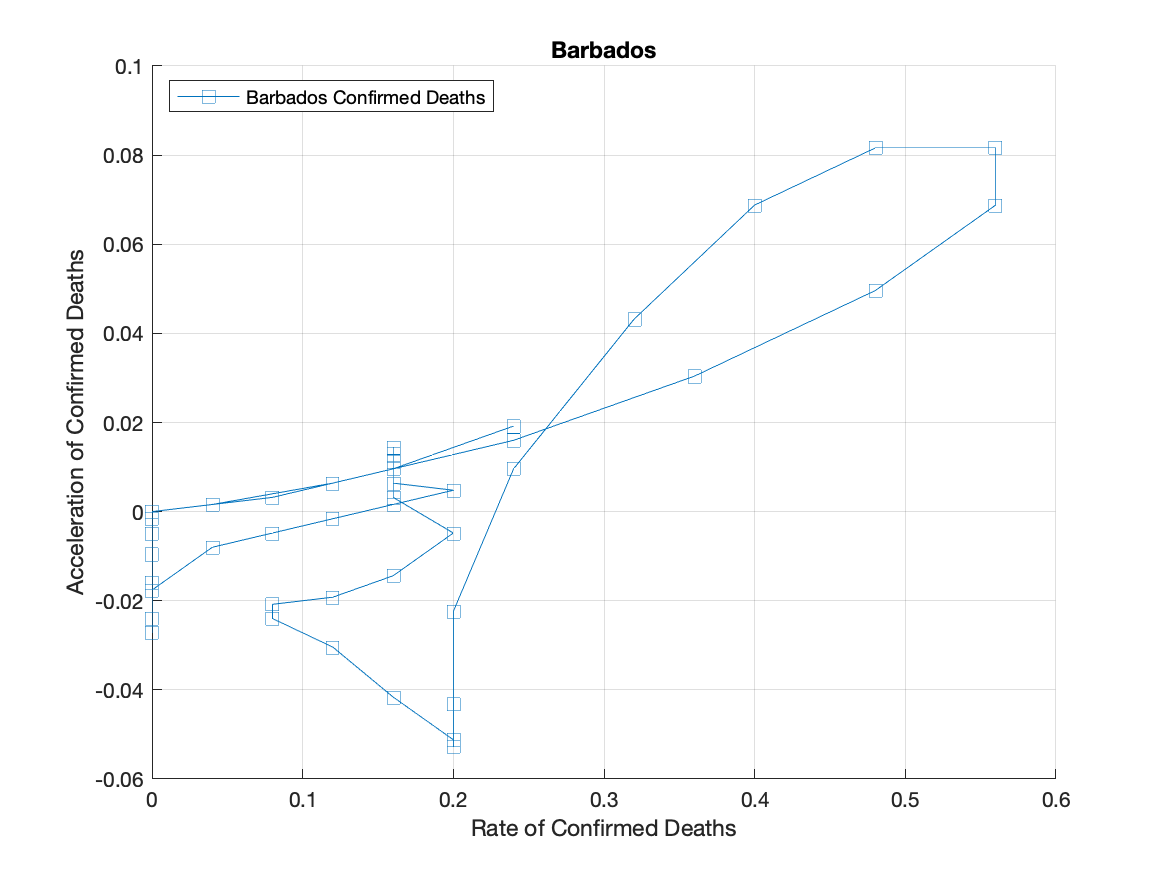 Barbados
Barbados Confirmed Deaths
0.1
0.08
0.06
0.04
0.02
0
-0.02
-0.04
-0.06
Acceleration of Confirmed Deaths
0 0.1 0.2 0.3 0.4 0.5 0.6
Rate of Confirmed Deaths